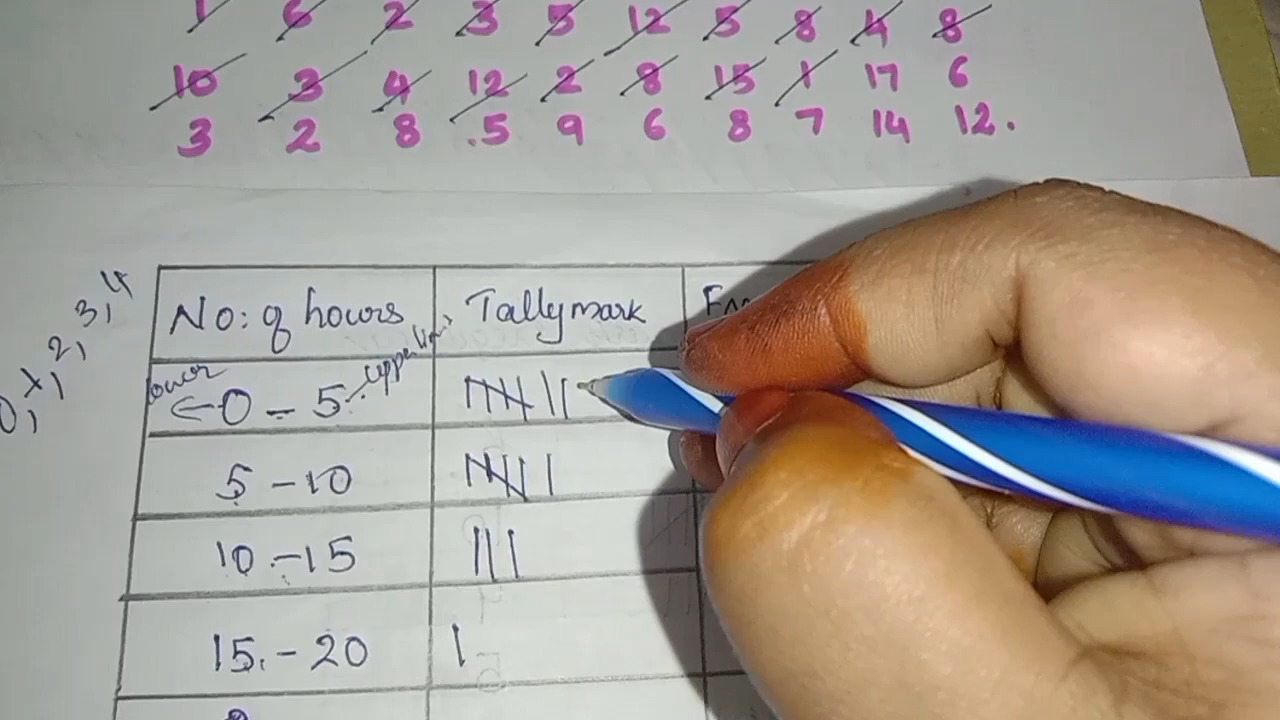 1 6 2 3 5 12 5 8 4 8
10 3 4 12 2 8 15 1 17 6
3 2 8 .5 9 6 8 7 14 12.
0, 1, 2, 3, 4
No: of hours Tallymark
lower upper limit
←0 - 5
5 - 10
10 - 15
15 - 20